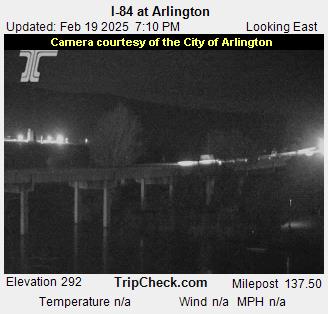 I-84 at Arlington
Updated: Feb 19 2025 7:10 PM Looking East
Camera courtesy of the City of Arlington
Elevation 292 TripCheck.com Milepost 137.50
Temperature n/a Wind n/a MPH n/a